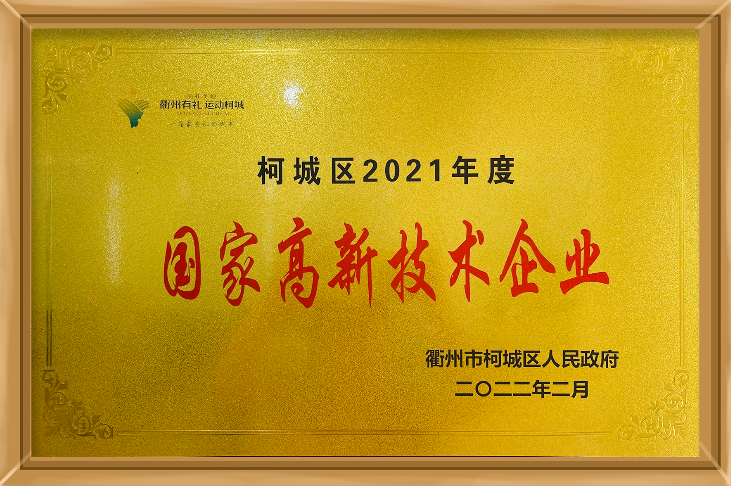 衢州有礼 运动柯城
柯城区2021年度
国家高新技术企业
衢州市柯城区人民政府
二〇二二年二月